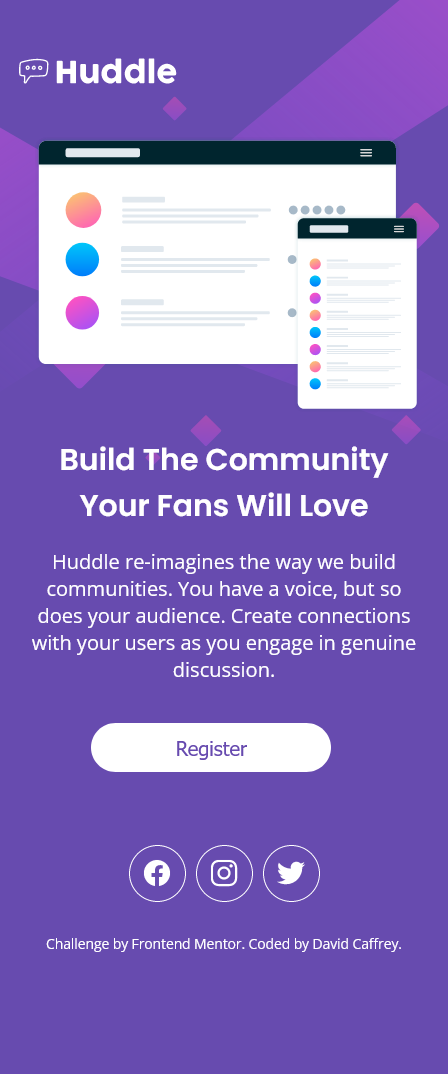 Huddle
Build The Community
Your Fans Will Love
Huddle re-imagines the way we build
communities. You have a voice, but so
does your audience. Create connections
with your users as you engage in genuine
discussion.
Register
Challenge by Frontend Mentor. Coded by David Caffrey.